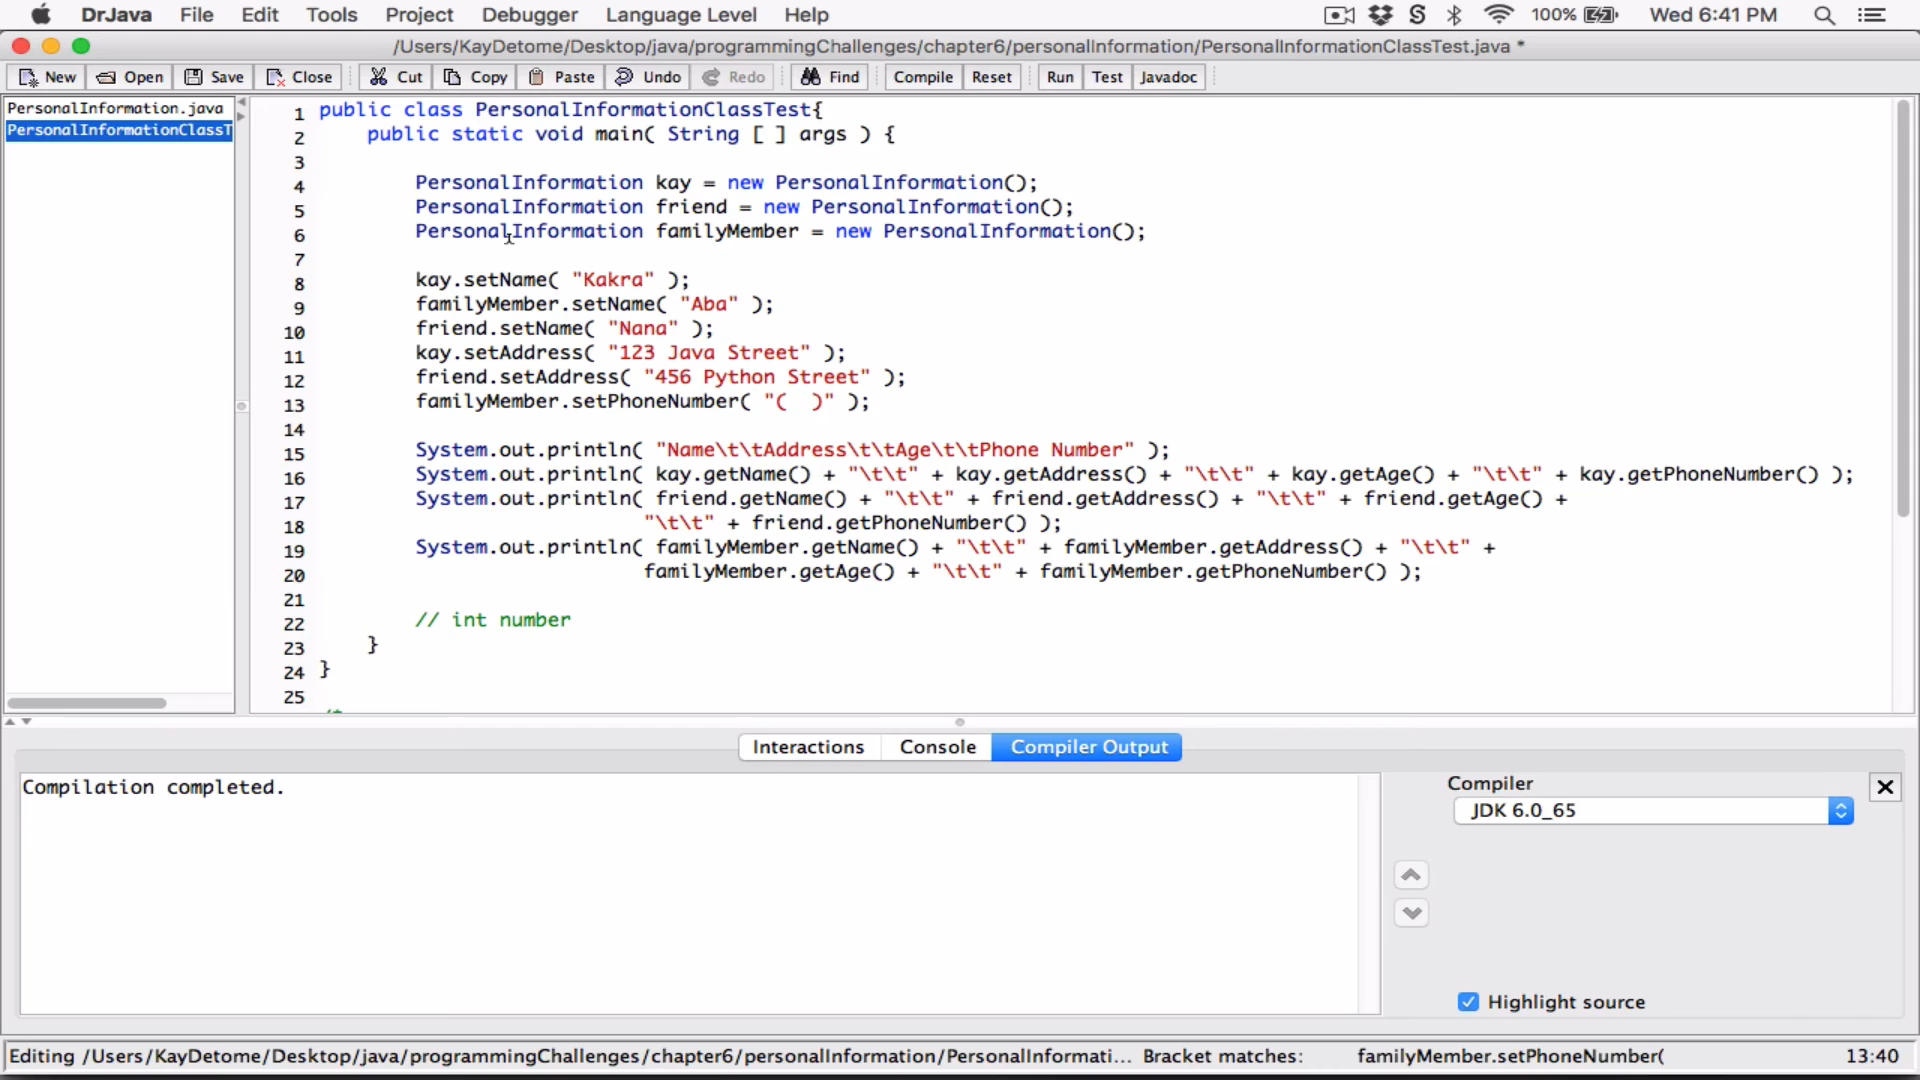 DrJava File Edit Tools Project Debugger Language Level Help 100% Wed 6:41 PM
/Users/KayDetome/Desktop/java/programmingChallenges/chapter6/personalInformation/PersonalInformationClassTest.java *
New Open Save Close Cut Copy Paste Undo Redo Find Compile Reset Run Test Javadoc
PersonalInformation.java
PersonalInformationClassT
1 public class PersonalInformationClassTest{
2 public static void main( String [ ] args ) {
3
4 PersonalInformation kay = new PersonalInformation();
5 PersonalInformation friend = new PersonalInformation();
6 PersonalInformation familyMember = new PersonalInformation();
7
8 kay.setName( "Kakra" );
9 familyMember.setName( "Aba" );
10 friend.setName( "Nana" );
11 kay.setAddress( "123 Java Street" );
12 friend.setAddress( "456 Python Street" );
13 familyMember.setPhoneNumber( "(  )" );
14
15 System.out.println( "Name\t\tAddress\t\tAge\t\tPhone Number" );
16 System.out.println( kay.getName() + "\t\t" + kay.getAddress() + "\t\t" + kay.getAge() + "\t\t" + kay.getPhoneNumber() );
17 System.out.println( friend.getName() + "\t\t" + friend.getAddress() + "\t\t" + friend.getAge() +
18 "\t\t" + friend.getPhoneNumber() );
19 System.out.println( familyMember.getName() + "\t\t" + familyMember.getAddress() + "\t\t" +
20 familyMember.getAge() + "\t\t" + familyMember.getPhoneNumber() );
21
22 // int number
23 }
24 }
25
Interactions Console Compiler Output
Compilation completed.
Compiler
JDK 6.0_65
Highlight source
Editing /Users/KayDetome/Desktop/java/programmingChallenges/chapter6/personalInformation/PersonalInformati... Bracket matches: familyMember.setPhoneNumber( 13:40